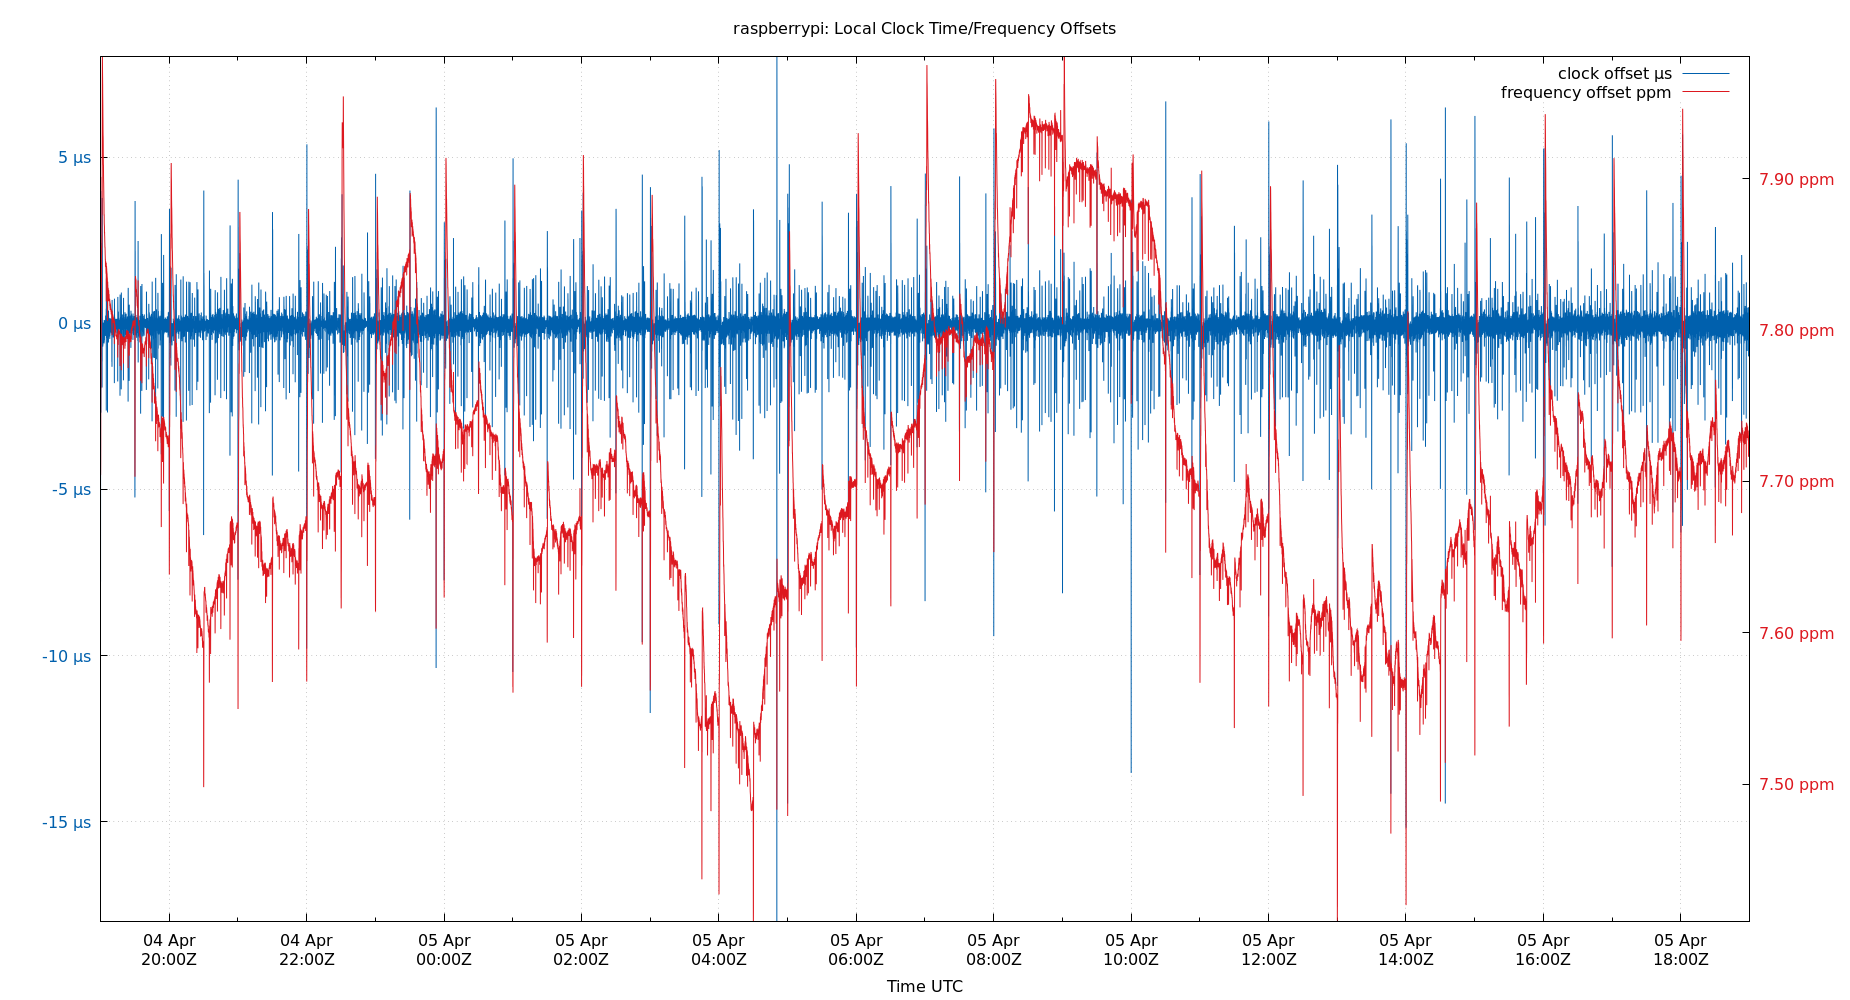 raspberrypi: Local Clock Time/Frequency Offsets
clock offset µs
frequency offset ppm
5 µs
0 µs
-5 µs
-10 µs
-15 µs
7.90 ppm
7.80 ppm
7.70 ppm
7.60 ppm
7.50 ppm
04 Apr
20:00Z
04 Apr
22:00Z
05 Apr
00:00Z
05 Apr
02:00Z
05 Apr
04:00Z
05 Apr
06:00Z
05 Apr
08:00Z
05 Apr
10:00Z
05 Apr
12:00Z
05 Apr
14:00Z
05 Apr
16:00Z
05 Apr
18:00Z
Time UTC